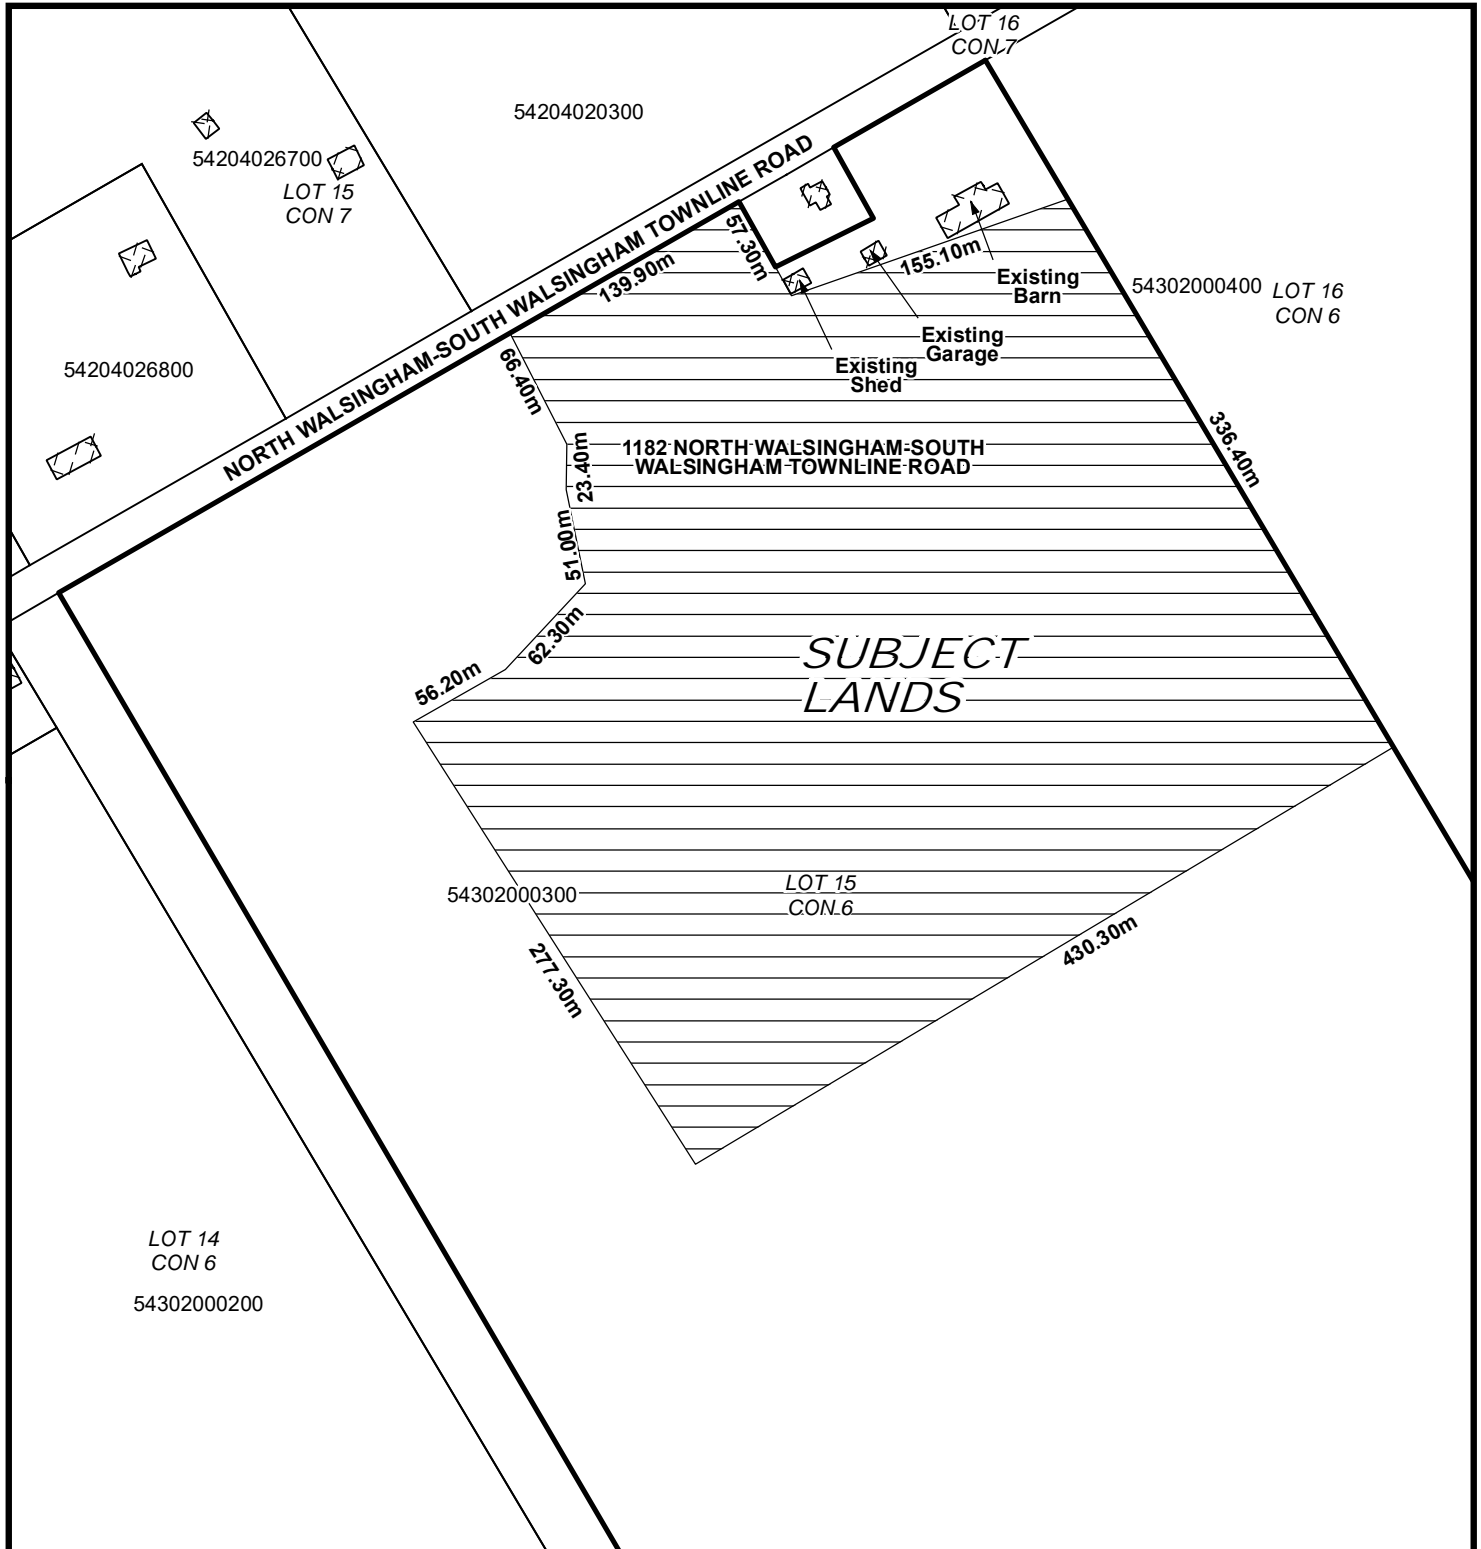 LOT 16
CON 7
54204020300
54204026700
LOT 15
CON 7
NORTH WALSINGHAM-SOUTH WALSINGHAM TOWNLINE ROAD
57.30m
139.90m
155.10m
Existing
Barn
54302000400
LOT 16
CON 6
Existing
Garage
Existing
Shed
54204026800
66.40m
336.40m
1182 NORTH WALSINGHAM-SOUTH
WALSINGHAM TOWNLINE ROAD
23.40m
51.00m
62.30m
56.20m
SUBJECT
LANDS
54302000300
LOT 15
CON 6
277.30m
430.30m
LOT 14
CON 6
54302000200